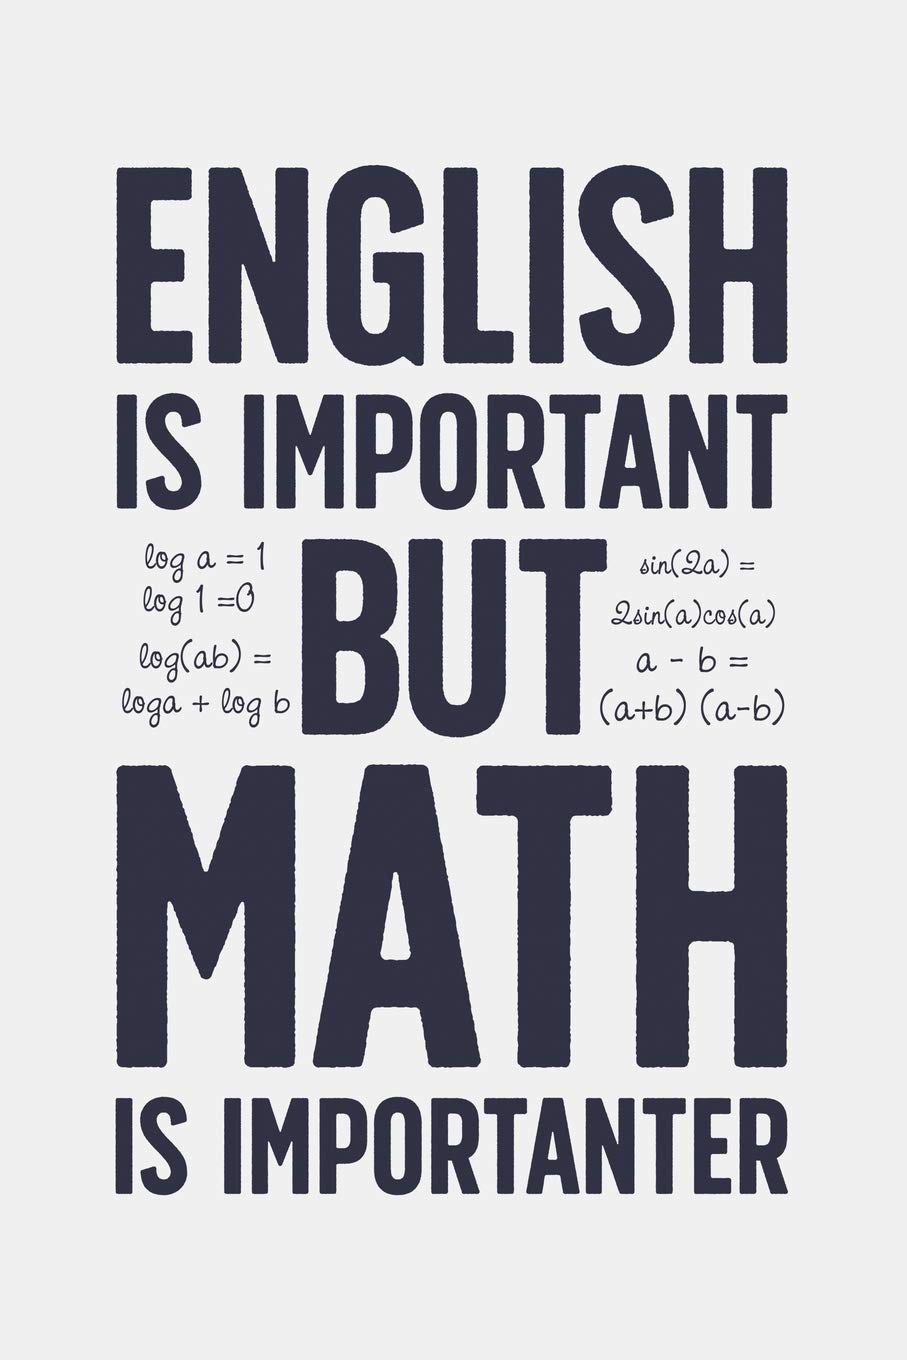 ENGLISH
IS IMPORTANT
log a = 1
log 1 =0
log(ab) =
loga + log b
BUT
sin(2a) =
2sin(a)cos(a)
a - b =
(a+b) (a-b)
MATH
IS IMPORTANTER